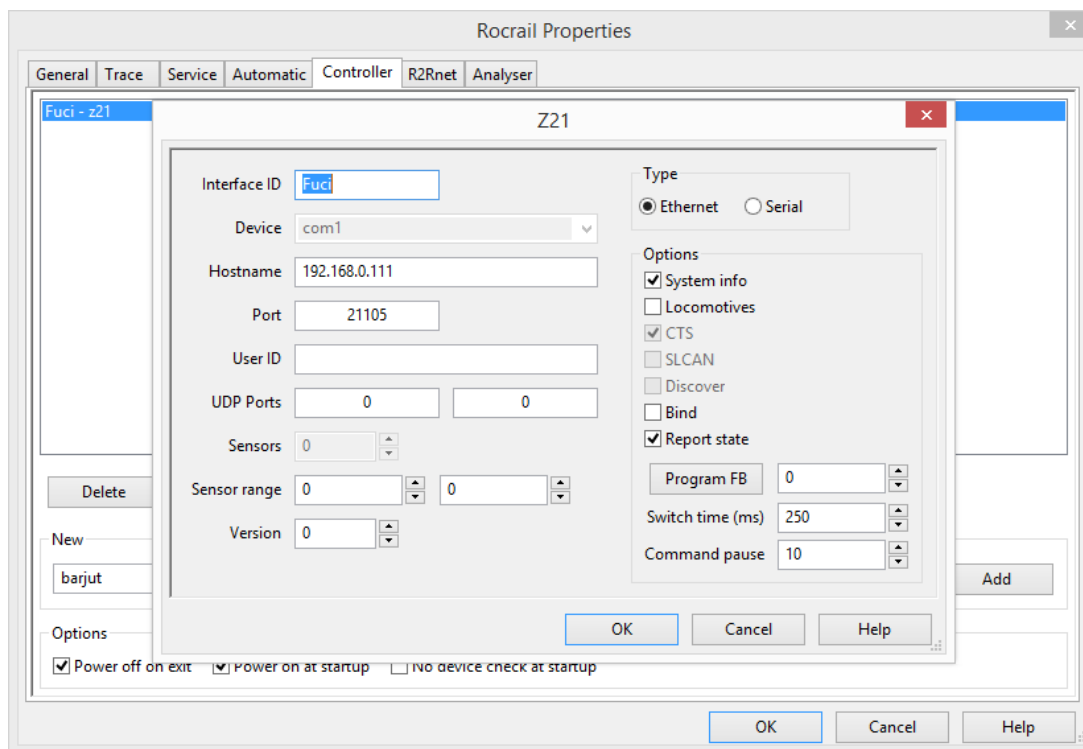 Rocrail Properties
General Trace Service Automatic Controller R2Rnet Analyser
Fuci - z21
Z21
Interface ID Fuci
Device com1
Hostname 192.168.0.111
Port 21105
User ID
UDP Ports 0 0
Sensors 0
Sensor range 0 0
Version 0
Type
Ethernet Serial
Options
System info
Locomotives
CTS
SLCAN
Discover
Bind
Report state
Program FB 0
Switch time (ms) 250
Command pause 10
OK Cancel Help
Delete
New
barjut Add
Options
Power off on exit Power on at startup No device check at startup
OK Cancel Help